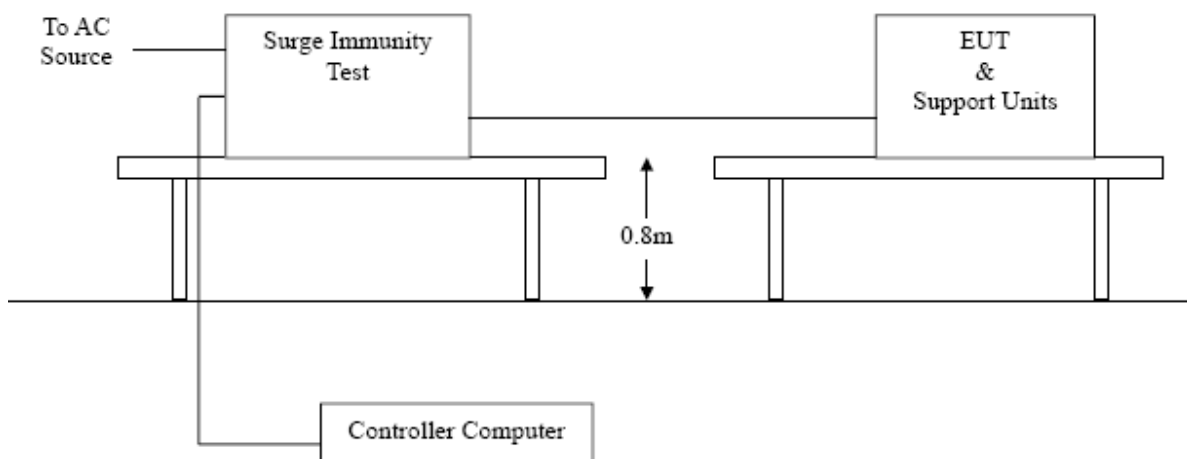 To AC
Source
Surge Immunity
Test
EUT
&
Support Units
0.8m
Controller Computer